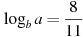 log_b a = 8/11